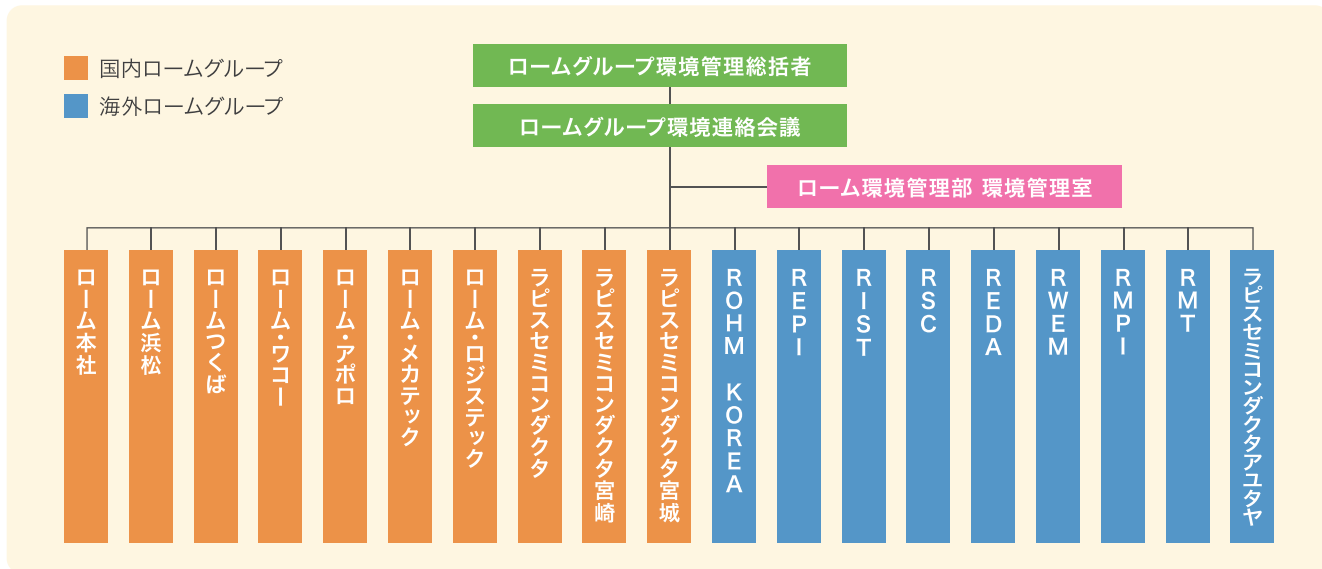 国内ロームグループ
海外ロームグループ
ロームグループ環境管理総括者
ロームグループ環境連絡会議
ローム環境管理部 環境管理室
ローム本社
ローム浜松
ロームつくば
ローム・ワコー
ローム・アポロ
ローム・メカテック
ローム・ロジステック
ラピスセミコンダクタ
ラピスセミコンダクタ宮崎
ラピスセミコンダクタ宮城
ROHM KOREA
REPI
RIST
RSC
REDA
RWEM
RMPI
RMT
ラピスセミコンダクタアユタヤ